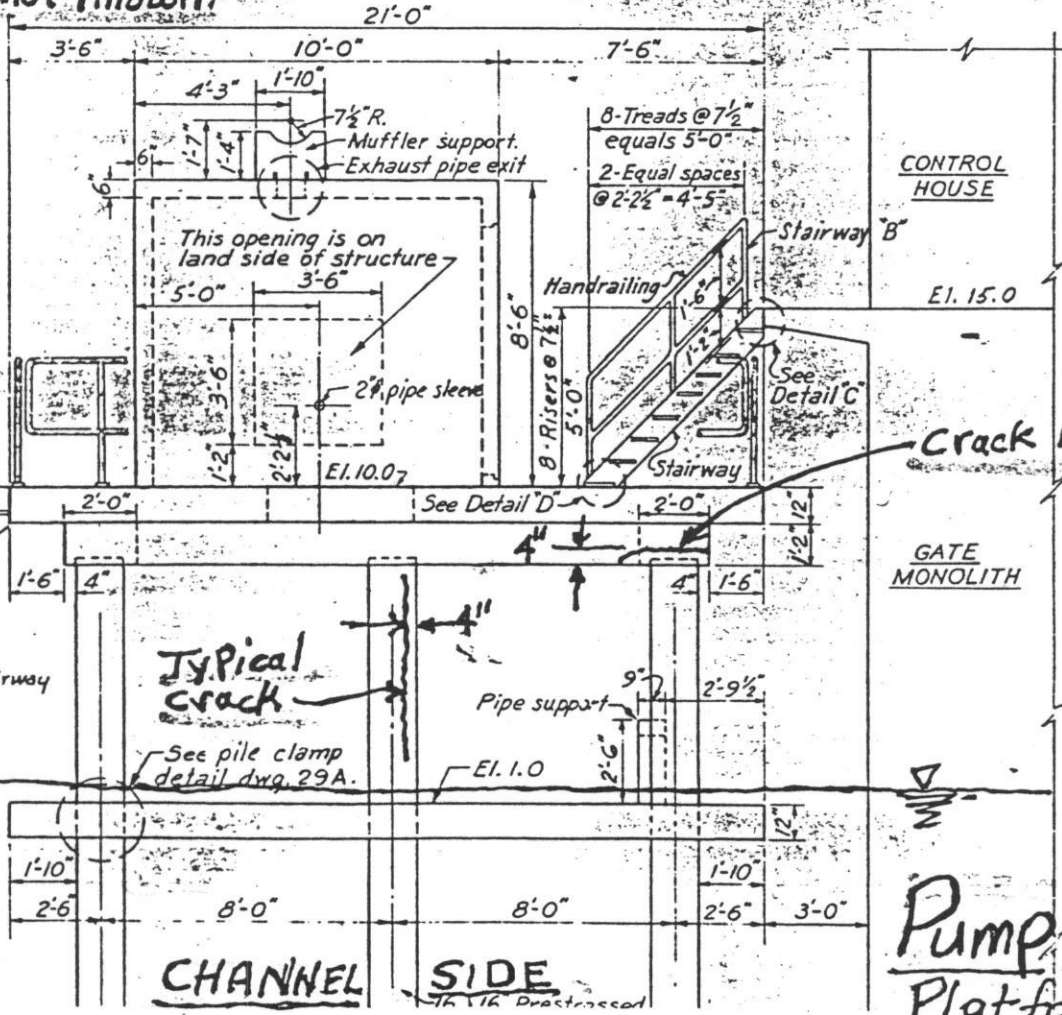 21'-0"
3'-6" 10'-0" 7'-6"
4'-3" 1'-10"
7½" R.
Muffler support.
Exhaust pipe exit
1'-7"
1'-4"
6"
6"
8-Treads @ 7½"
equals 5'-0"
2-Equal spaces
@ 2'-2½" = 4'-5"
CONTROL
HOUSE
This opening is on
land side of structure
3'-6"
5'-0"
Stairway "B"
Handrailing
1'-6"
1'-2"
El. 15.0
8'-6"
8-Risers @ 7½"
5'-0"
3'-6"
2"φ pipe sleeve
See
Detail "C"
1'-2"
2'-2½"
El. 10.0
Stairway
Crack
2'-0"
See Detail "D"
2'-0"
12"
1'-2"
4"
GATE
MONOLITH
1'-6" 4" 4" 1'-6"
4"
Typical
crack
rway
Pipe support
9" 2'-9½"
2'-6"
See pile clamp
detail dwg. 29A.
El. 1.0
12"
1'-10" 1'-10"
2'-6" 8'-0" 8'-0" 2'-6" 3'-0"
Pump
CHANNEL SIDE
Prestressed